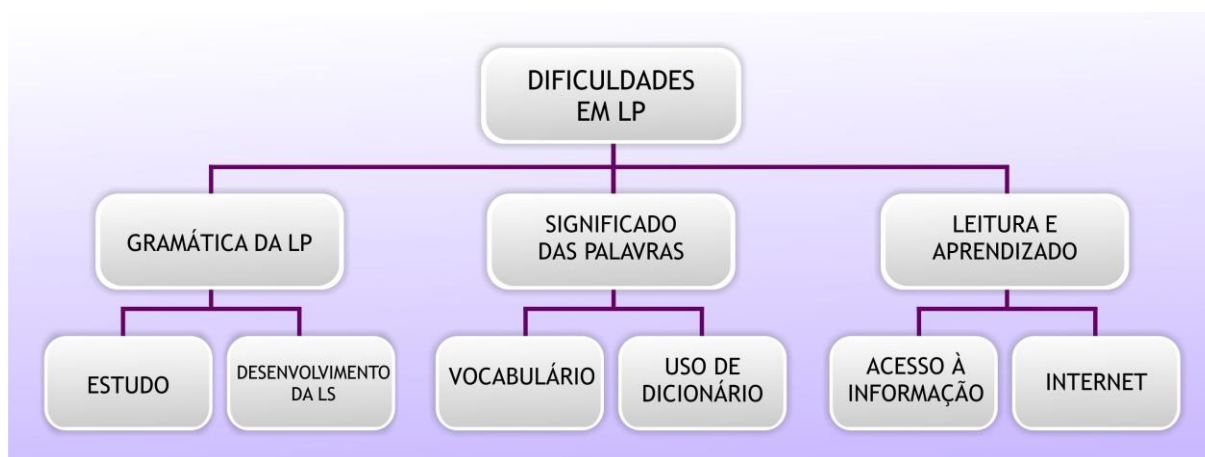 DIFICULDADES
EM LP
GRAMÁTICA DA LP
SIGNIFICADO
DAS PALAVRAS
LEITURA E
APRENDIZADO
ESTUDO
DESENVOLVIMENTO
DA LS
VOCABULÁRIO
USO DE
DICIONÁRIO
ACESSO À
INFORMAÇÃO
INTERNET